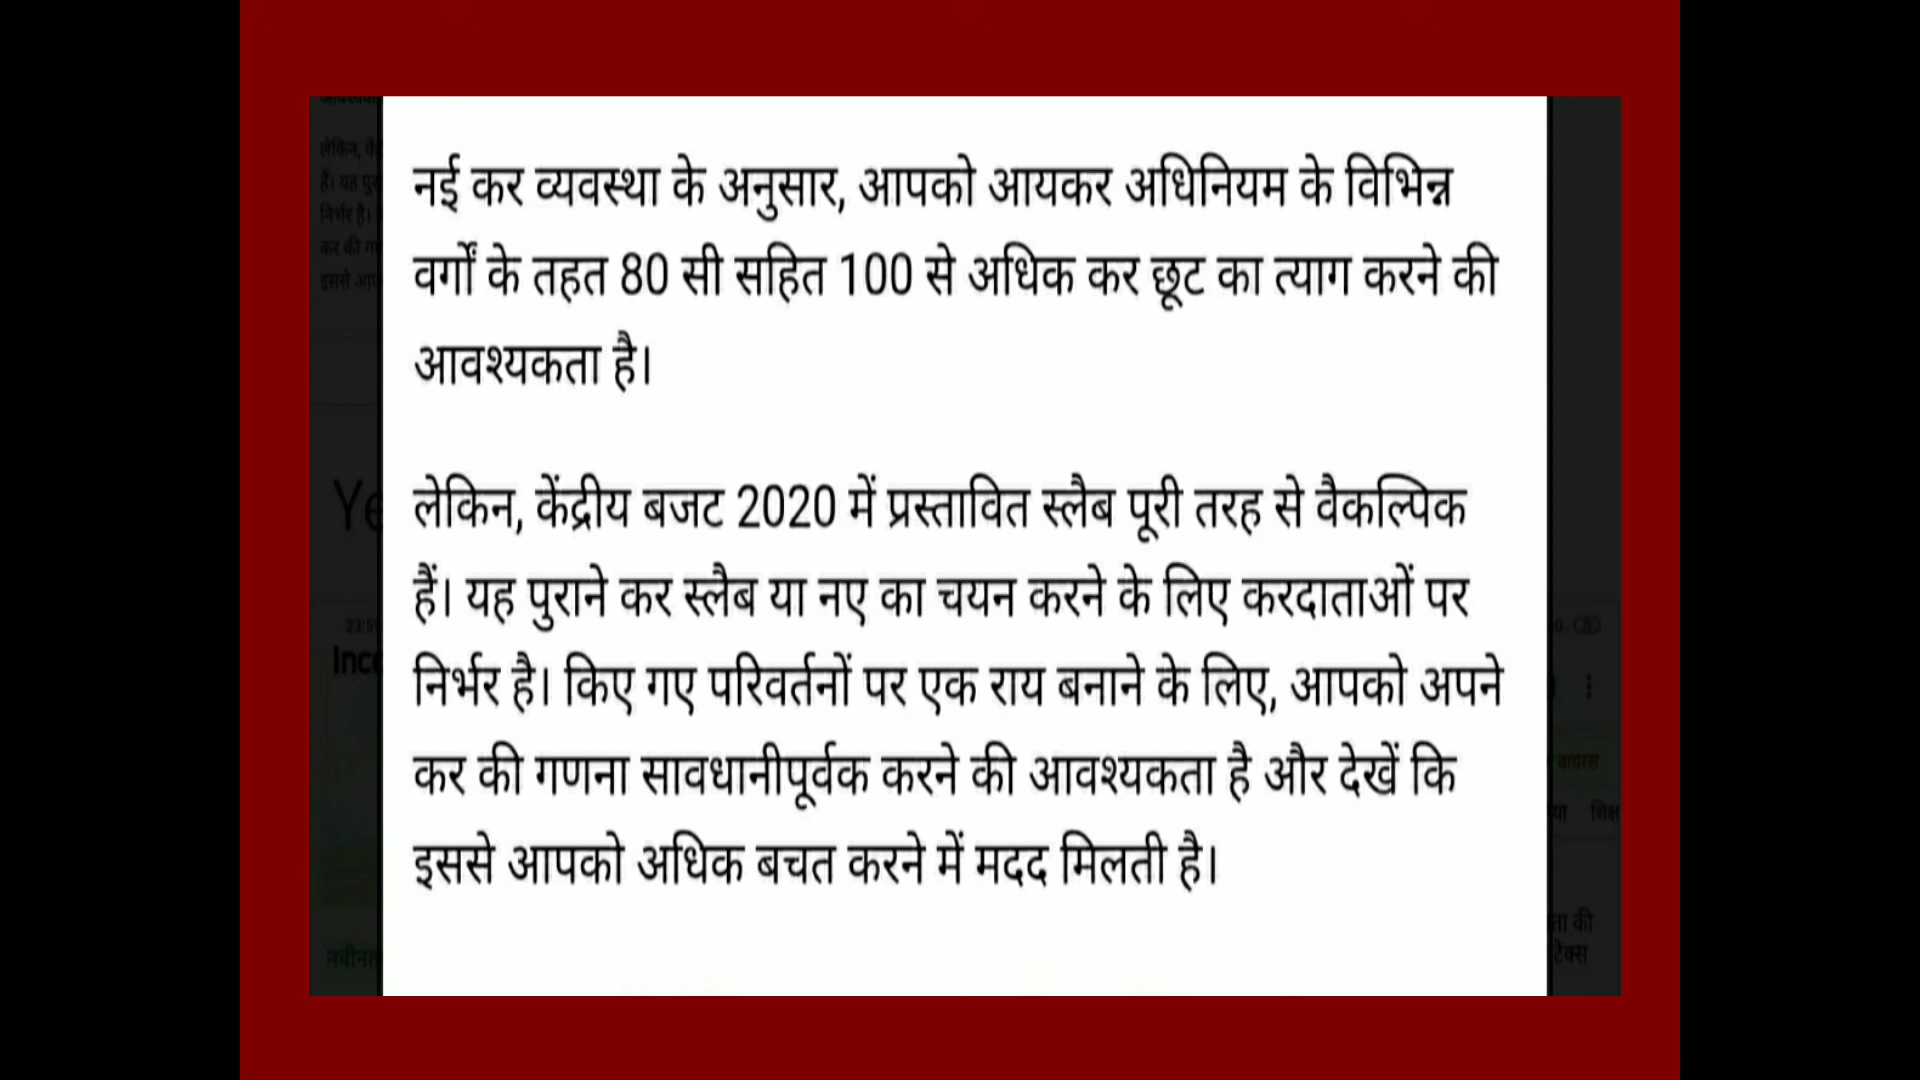 नई कर व्यवस्था के अनुसार, आपको आयकर अधिनियम के विभिन्न
वर्गों के तहत 80 सी सहित 100 से अधिक कर छूट का त्याग करने की
आवश्यकता है।
लेकिन, केंद्रीय बजट 2020 में प्रस्तावित स्लैब पूरी तरह से वैकल्पिक
हैं। यह पुराने कर स्लैब या नए का चयन करने के लिए करदाताओं पर
निर्भर है। किए गए परिवर्तनों पर एक राय बनाने के लिए, आपको अपने
कर की गणना सावधानीपूर्वक करने की आवश्यकता है और देखें कि
इससे आपको अधिक बचत करने में मदद मिलती है।